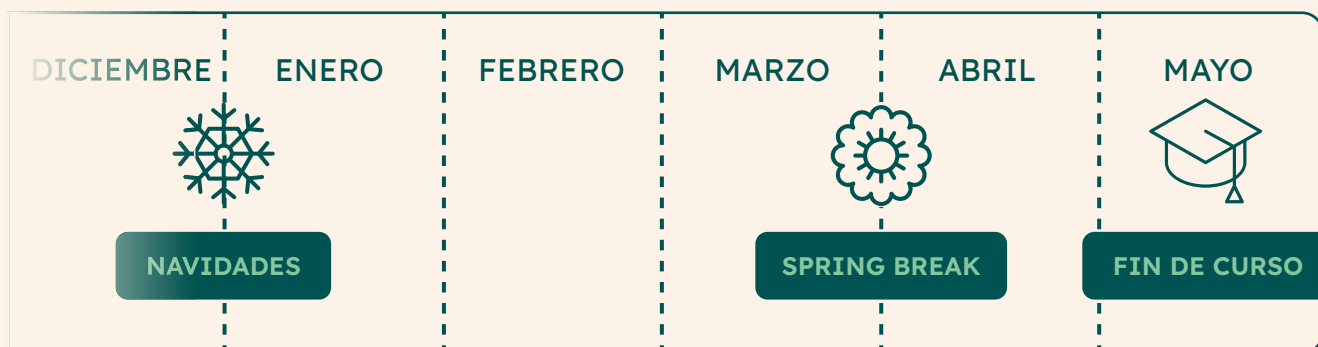 DICIEMBRE ENERO FEBRERO MARZO ABRIL MAYO
NAVIDADES SPRING BREAK FIN DE CURSO